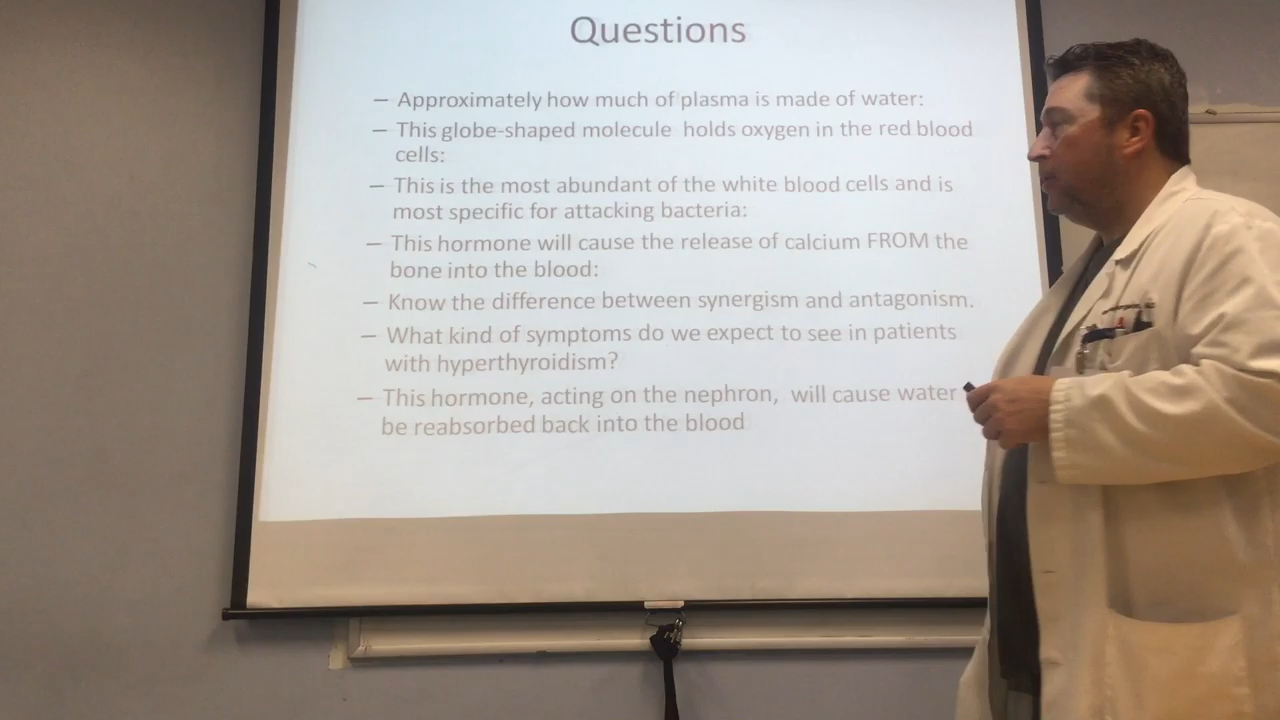 Questions
– Approximately how much of plasma is made of water:
– This globe-shaped molecule holds oxygen in the red blood
cells:
– This is the most abundant of the white blood cells and is
most specific for attacking bacteria:
– This hormone will cause the release of calcium FROM the
bone into the blood:
– Know the difference between synergism and antagonism.
– What kind of symptoms do we expect to see in patients
with hyperthyroidism?
– This hormone, acting on the nephron, will cause water
be reabsorbed back into the blood